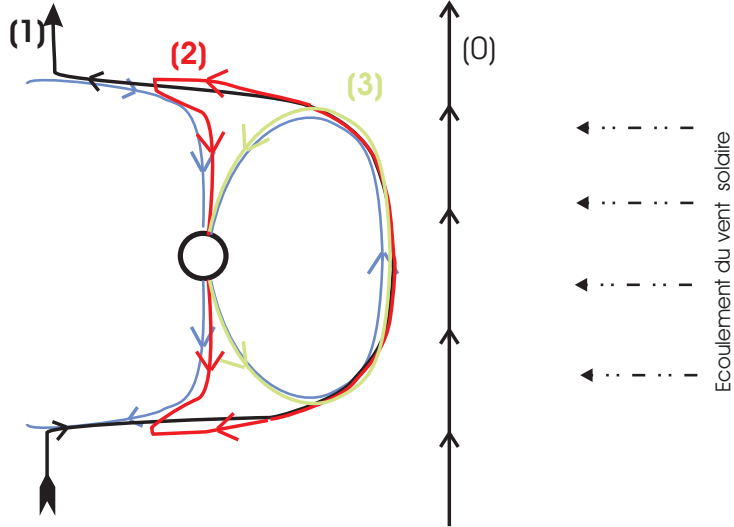 (1)
(2)
(3)
(0)
Ecoulement du vent solaire